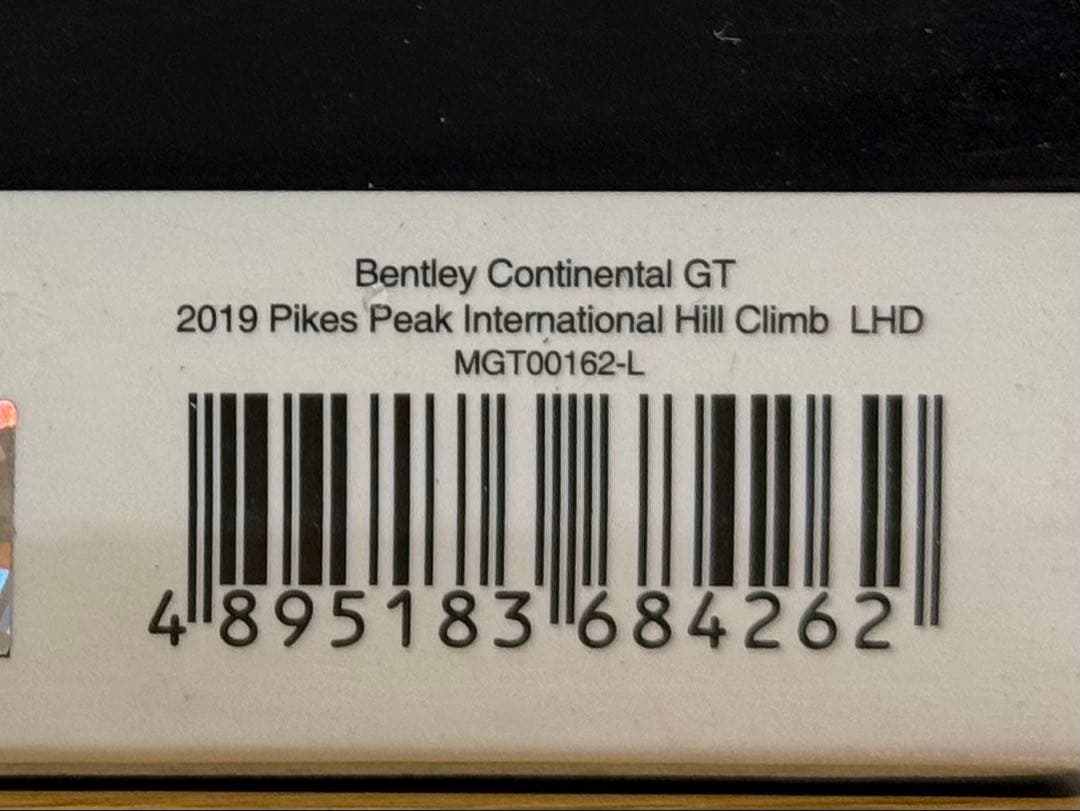 Bentley Continental GT
2019 Pikes Peak International Hill Climb LHD
MGT00162-L
4 895183 684262